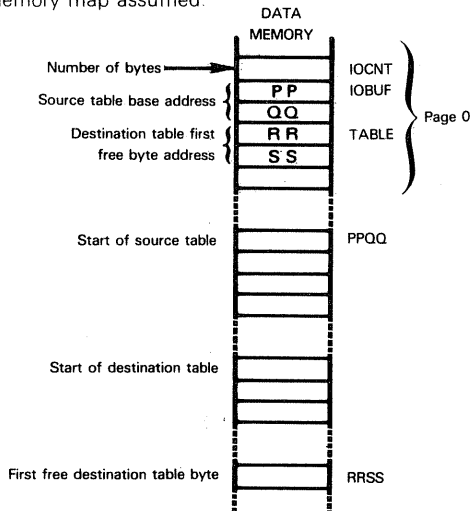 memory map assumed.
DATA
MEMORY
Number of bytes
IOCNT
Source table base address
PP
IOBUF
QQ
Page 0
Destination table first
RR
TABLE
free byte address
SS
Start of source table
PPQQ
Start of destination table
First free destination table byte
RRSS